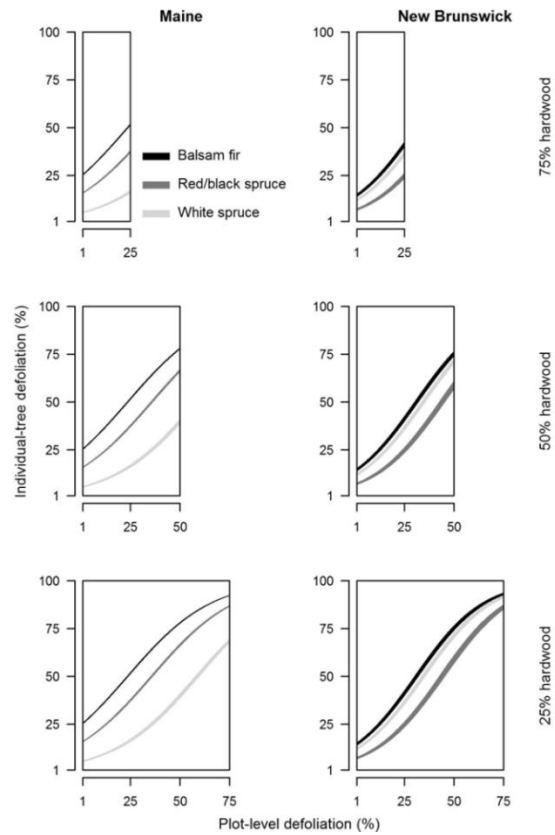 Maine
New Brunswick
100
75
50
25
1
1 25
Balsam fir
Red/black spruce
White spruce
100
75
50
25
1
1 25
75% hardwood
Individual-tree defoliation (%)
100
75
50
25
1
1 25 50
100
75
50
25
1
1 25 50
50% hardwood
100
75
50
25
1
1 25 50 75
100
75
50
25
1
1 25 50 75
25% hardwood
Plot-level defoliation (%)